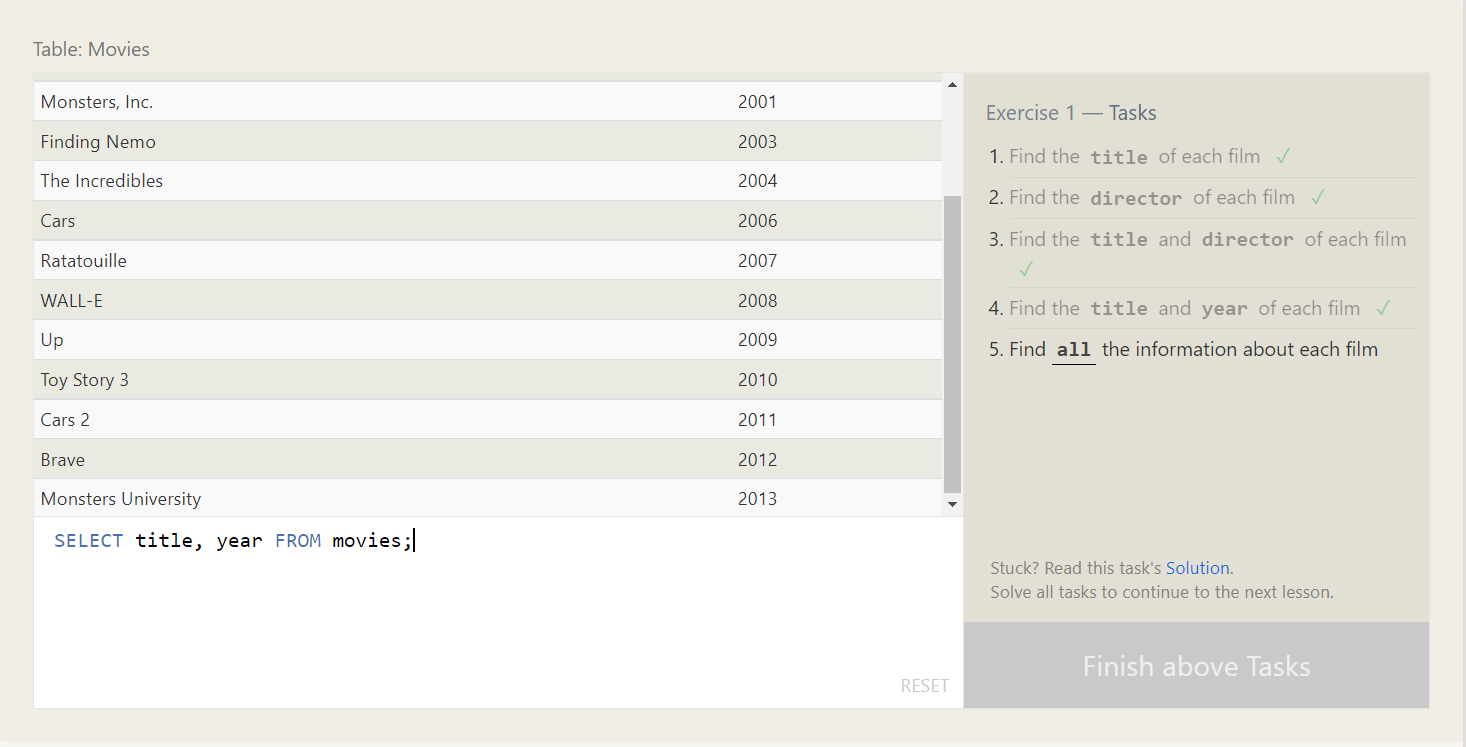 Table: Movies
Monsters, Inc. 2001
Finding Nemo 2003
The Incredibles 2004
Cars 2006
Ratatouille 2007
WALL-E 2008
Up 2009
Toy Story 3 2010
Cars 2 2011
Brave 2012
Monsters University 2013
SELECT title, year FROM movies;
RESET
Exercise 1 — Tasks
1. Find the title of each film ✓
2. Find the director of each film ✓
3. Find the title and director of each film
✓
4. Find the title and year of each film ✓
5. Find all the information about each film
Stuck? Read this task's Solution.
Solve all tasks to continue to the next lesson.
Finish above Tasks